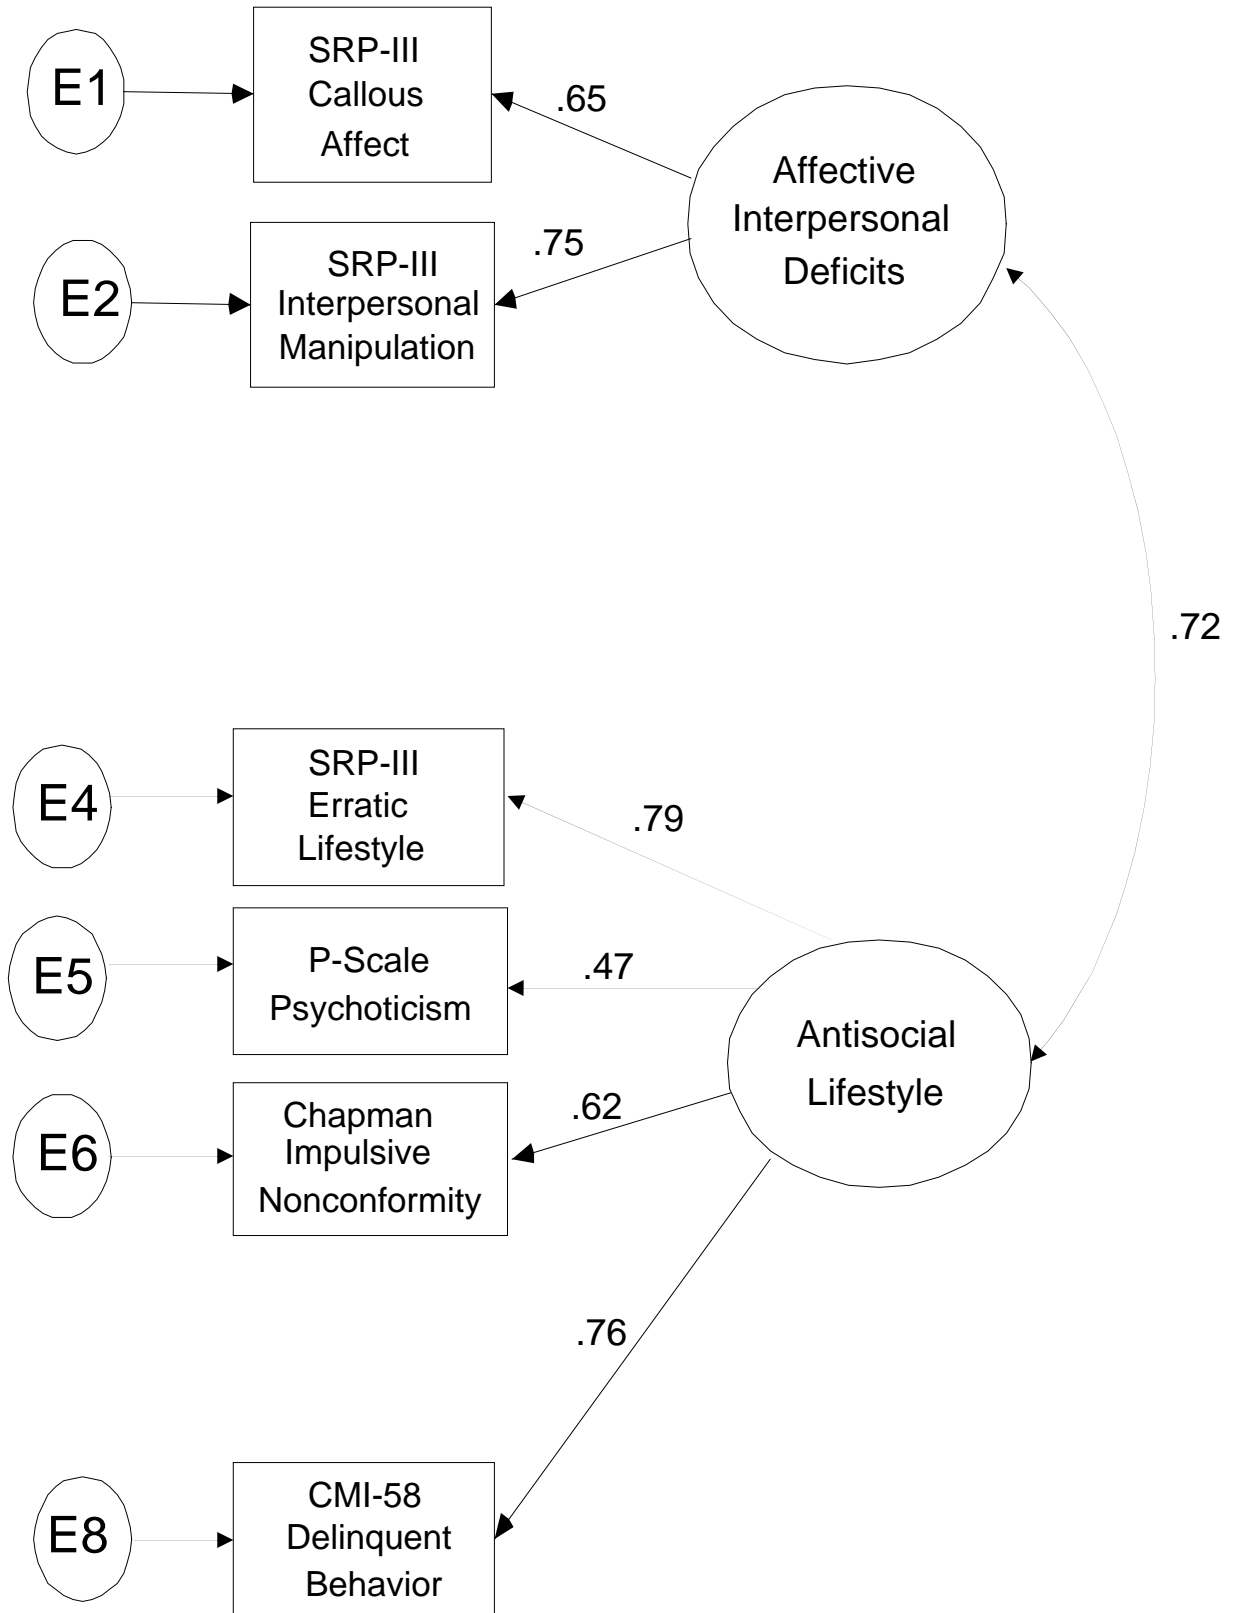 E1
SRP-III
Callous
Affect
.65
Affective
Interpersonal
Deficits
E2
SRP-III
Interpersonal
Manipulation
.75
.72
E4
SRP-III
Erratic
Lifestyle
.79
E5
P-Scale
Psychoticism
.47
Antisocial
Lifestyle
E6
Chapman
Impulsive
Nonconformity
.62
.76
E8
CMI-58
Delinquent
Behavior